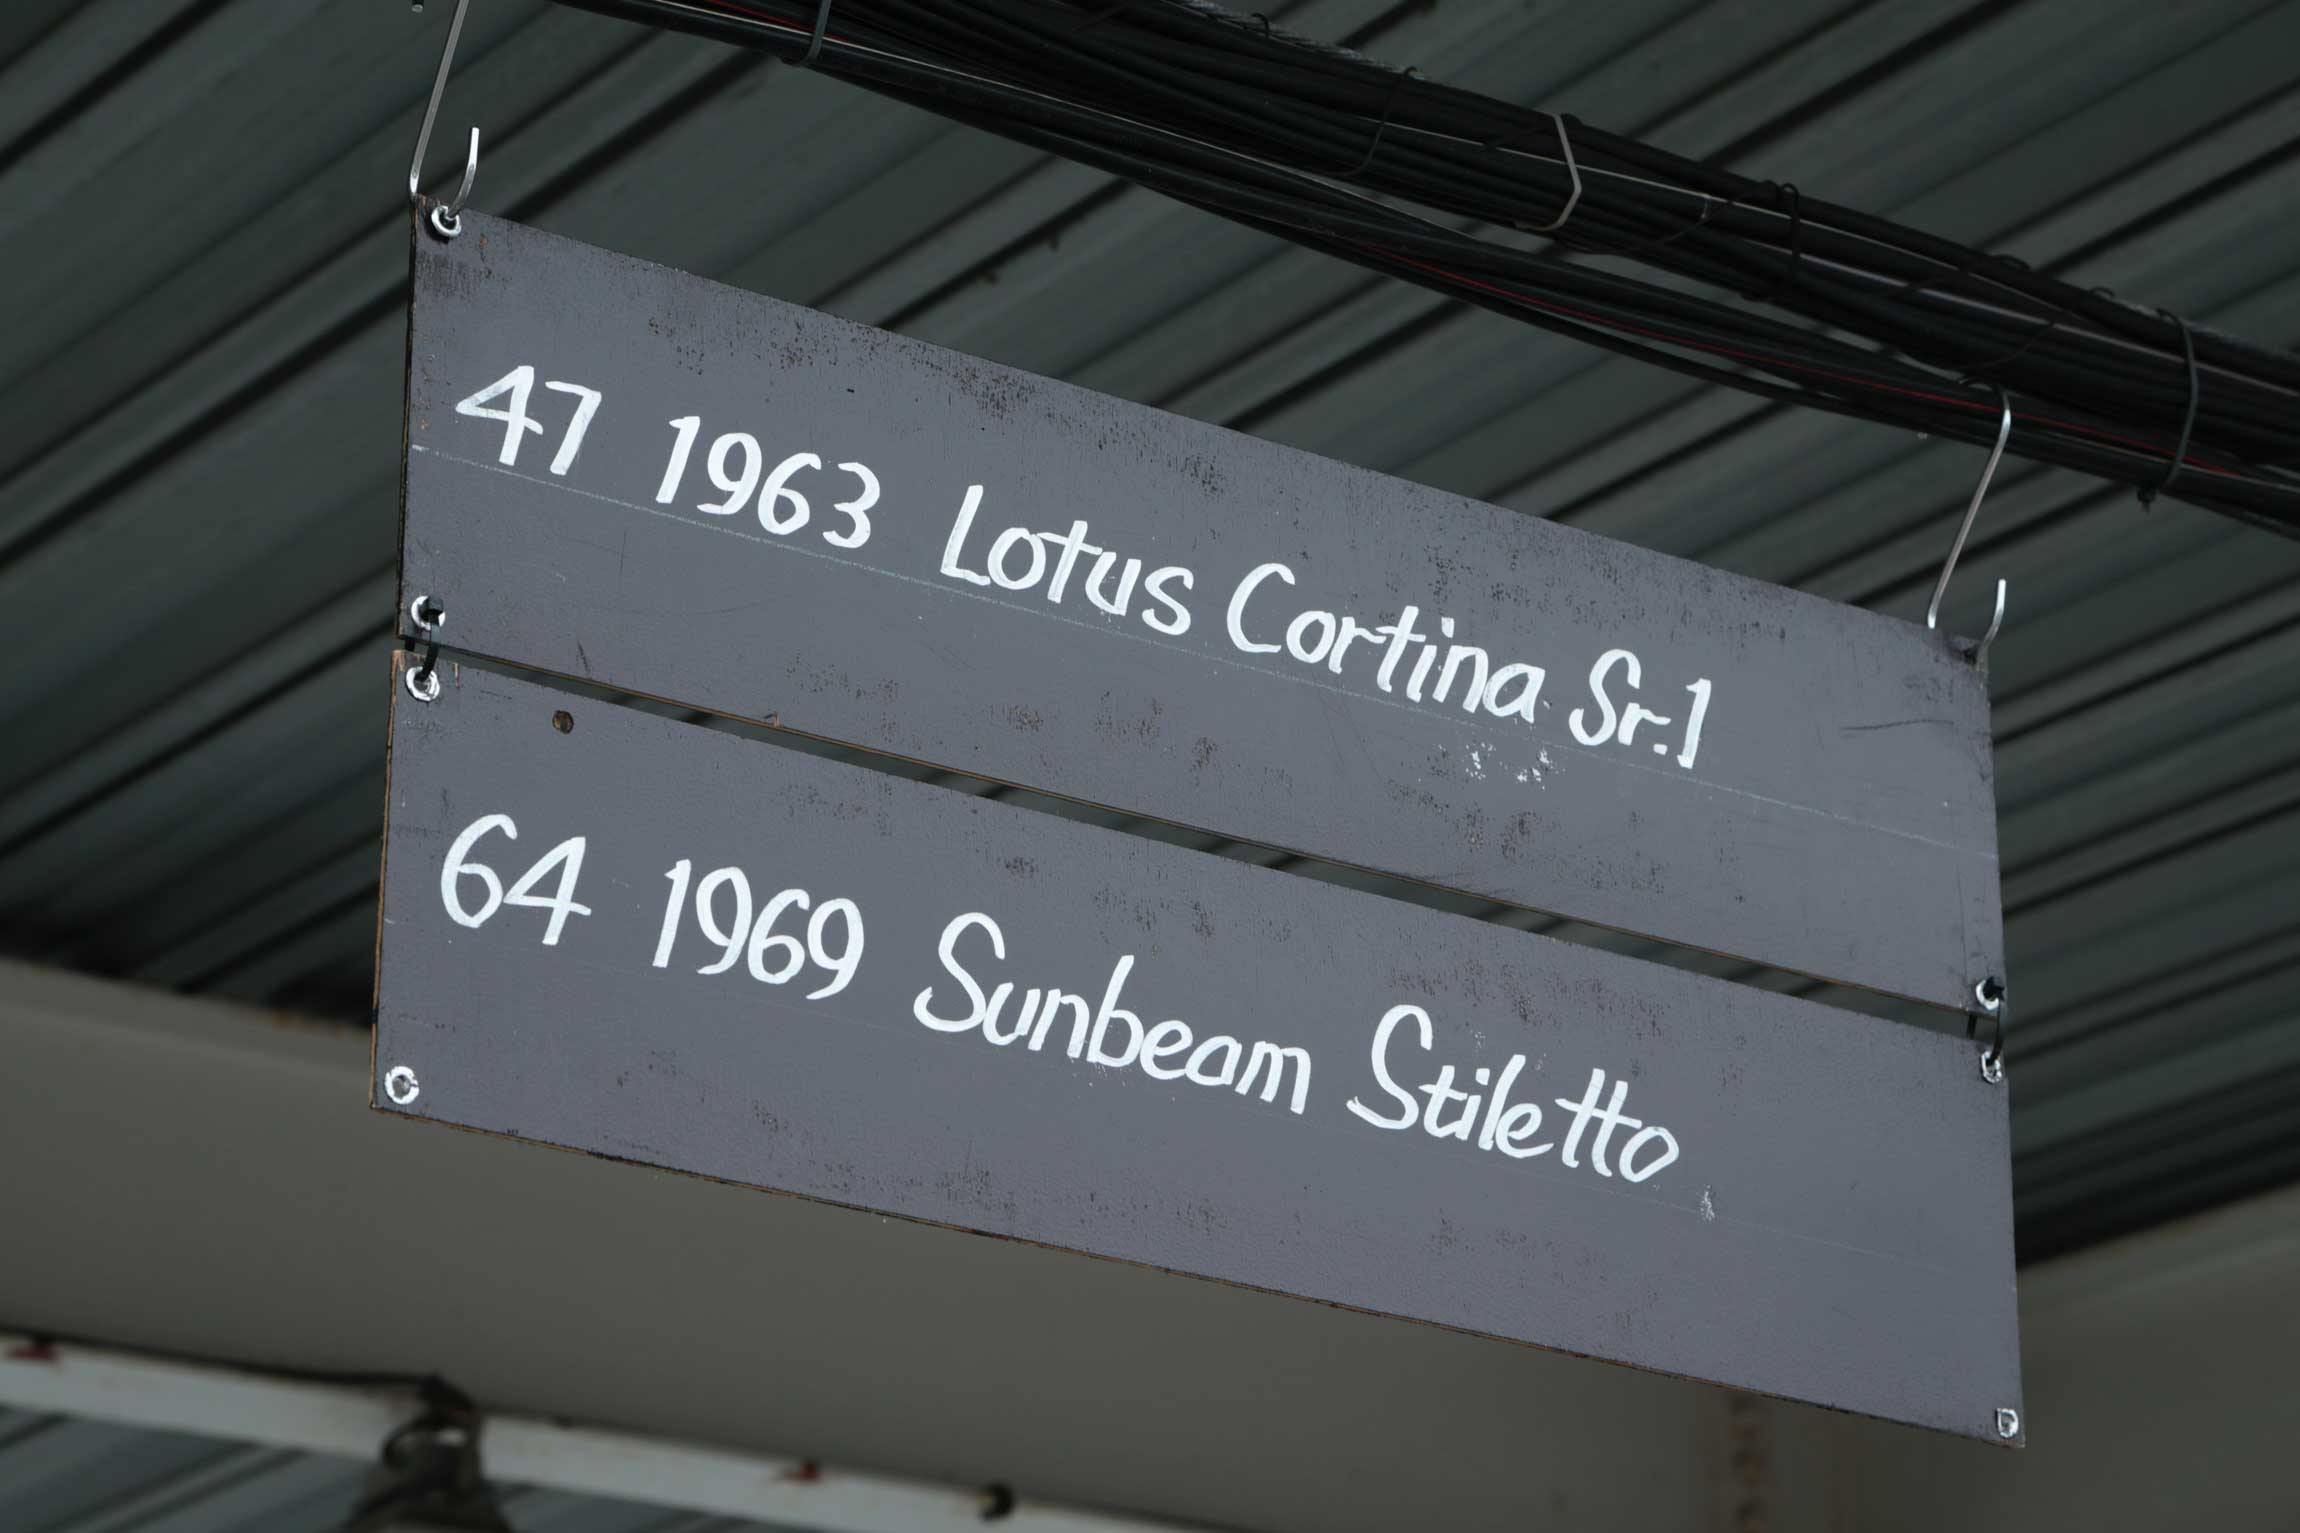 47 1963 Lotus Cortina Sr.1
64 1969 Sunbeam Stiletto